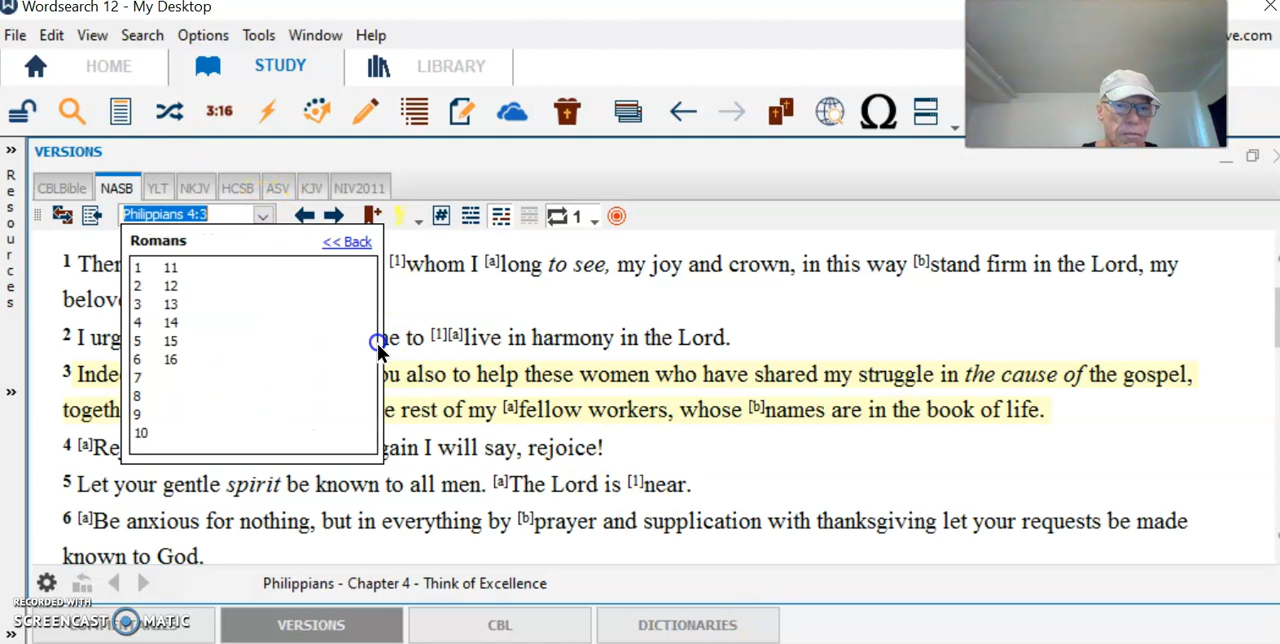 Wordsearch 12 - My Desktop
File Edit View Search Options Tools Window Help
ve.com
HOME STUDY LIBRARY
3:16
VERSIONS
Resources
CBLBible NASB YLT NKJV HCSB ASV KJV NIV2011
Philippians 4:3
# 1
Romans << Back
1 11
2 12
3 13
4 14
5 15
6 16
7
8
9
10
1 Ther [1]whom I [a]long to see, my joy and crown, in this way [b]stand firm in the Lord, my
belov
2 I urg he to [1][a]live in harmony in the Lord.
3 Inde ou also to help these women who have shared my struggle in the cause of the gospel,
togeth e rest of my [a]fellow workers, whose [b]names are in the book of life.
4 [a]Re gain I will say, rejoice!
5 Let your gentle spirit be known to all men. [a]The Lord is [1]near.
6 [a]Be anxious for nothing, but in everything by [b]prayer and supplication with thanksgiving let your requests be made
known to God.
Philippians - Chapter 4 - Think of Excellence
RECORDED WITH
SCREENCAST MATIC
VERSIONS CBL DICTIONARIES